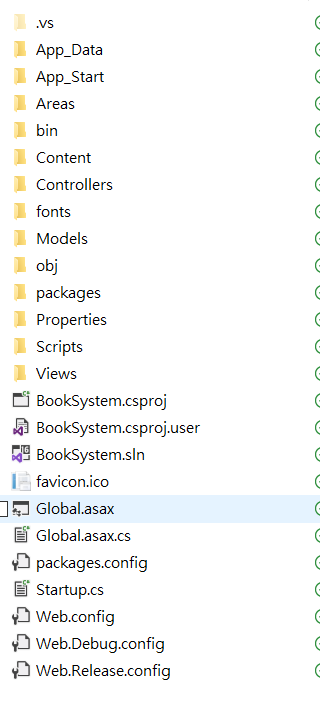 .vs
App_Data
App_Start
Areas
bin
Content
Controllers
fonts
Models
obj
packages
Properties
Scripts
Views
BookSystem.csproj
BookSystem.csproj.user
BookSystem.sln
favicon.ico
Global.asax
Global.asax.cs
packages.config
Startup.cs
Web.config
Web.Debug.config
Web.Release.config